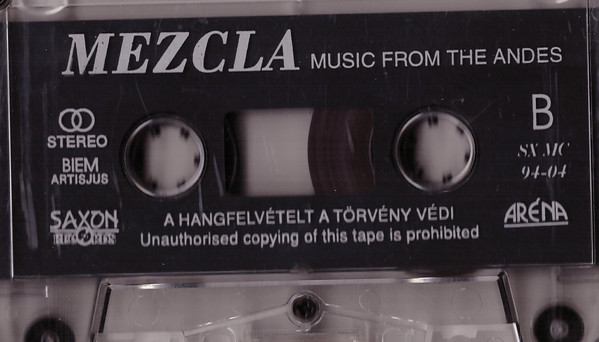 MEZCLA MUSIC FROM THE ANDES
STEREO
BIEM
ARTISJUS
B
SX MC
94-04
SAXON
RECORDS
ARÉNA
A HANGFELVÉTELT A TÖRVÉNY VÉDI
Unauthorised copying of this tape is prohibited